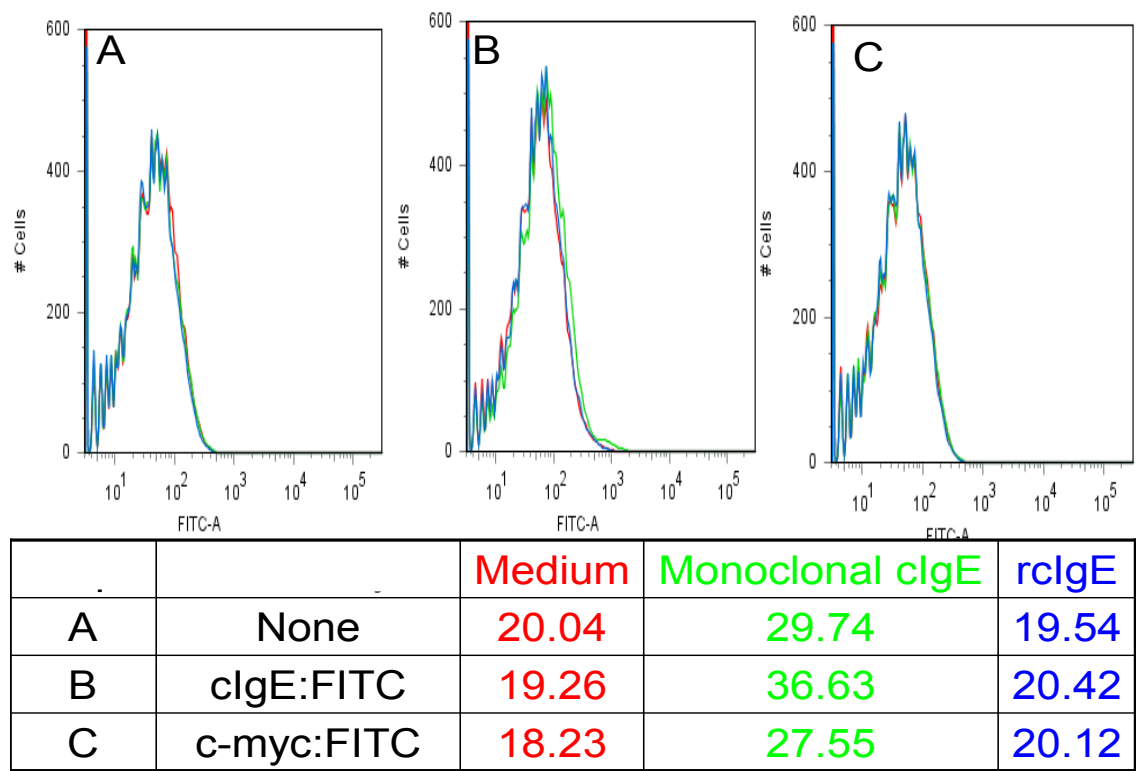 A
B
C
600
400
200
0
# Cells
10^1 10^2 10^3 10^4 10^5
FITC-A
600
400
200
0
# Cells
10^1 10^2 10^3 10^4 10^5
FITC-A
600
400
200
0
# Cells
10^1 10^2 10^3 10^4 10^5
FITC-A
Medium Monoclonal cIgE rcIgE
A None 20.04 29.74 19.54
B cIgE:FITC 19.26 36.63 20.42
C c-myc:FITC 18.23 27.55 20.12